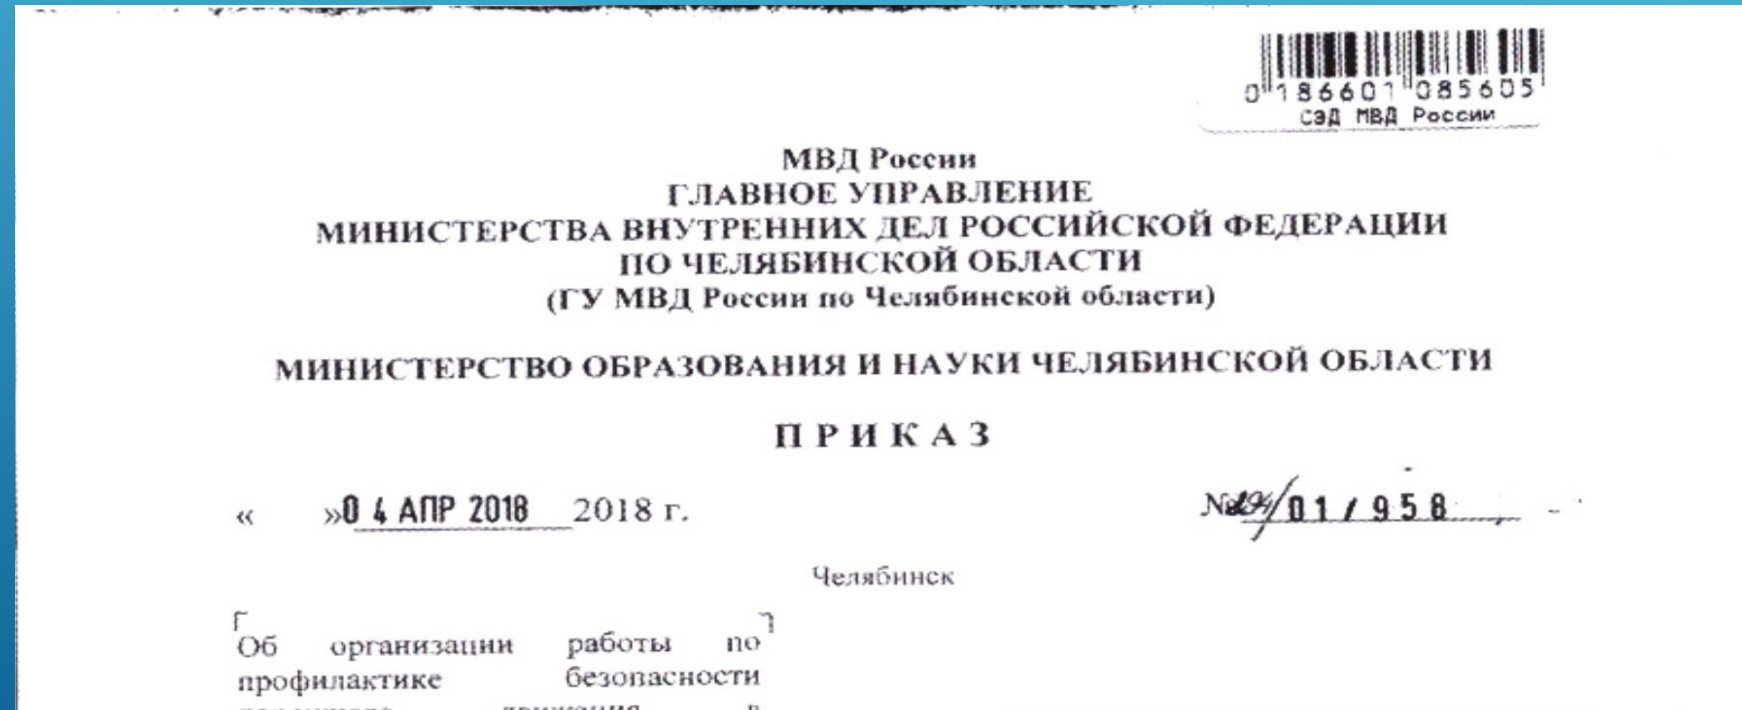 0 186601 085605
СЭД МВД России
МВД России
ГЛАВНОЕ УПРАВЛЕНИЕ
МИНИСТЕРСТВА ВНУТРЕННИХ ДЕЛ РОССИЙСКОЙ ФЕДЕРАЦИИ
ПО ЧЕЛЯБИНСКОЙ ОБЛАСТИ
(ГУ МВД России по Челябинской области)
МИНИСТЕРСТВО ОБРАЗОВАНИЯ И НАУКИ ЧЕЛЯБИНСКОЙ ОБЛАСТИ
ПРИКАЗ
« »04 АПР 2018 2018 г. № /01/958
Челябинск
Об организации работы по
профилактике безопасности
движения в